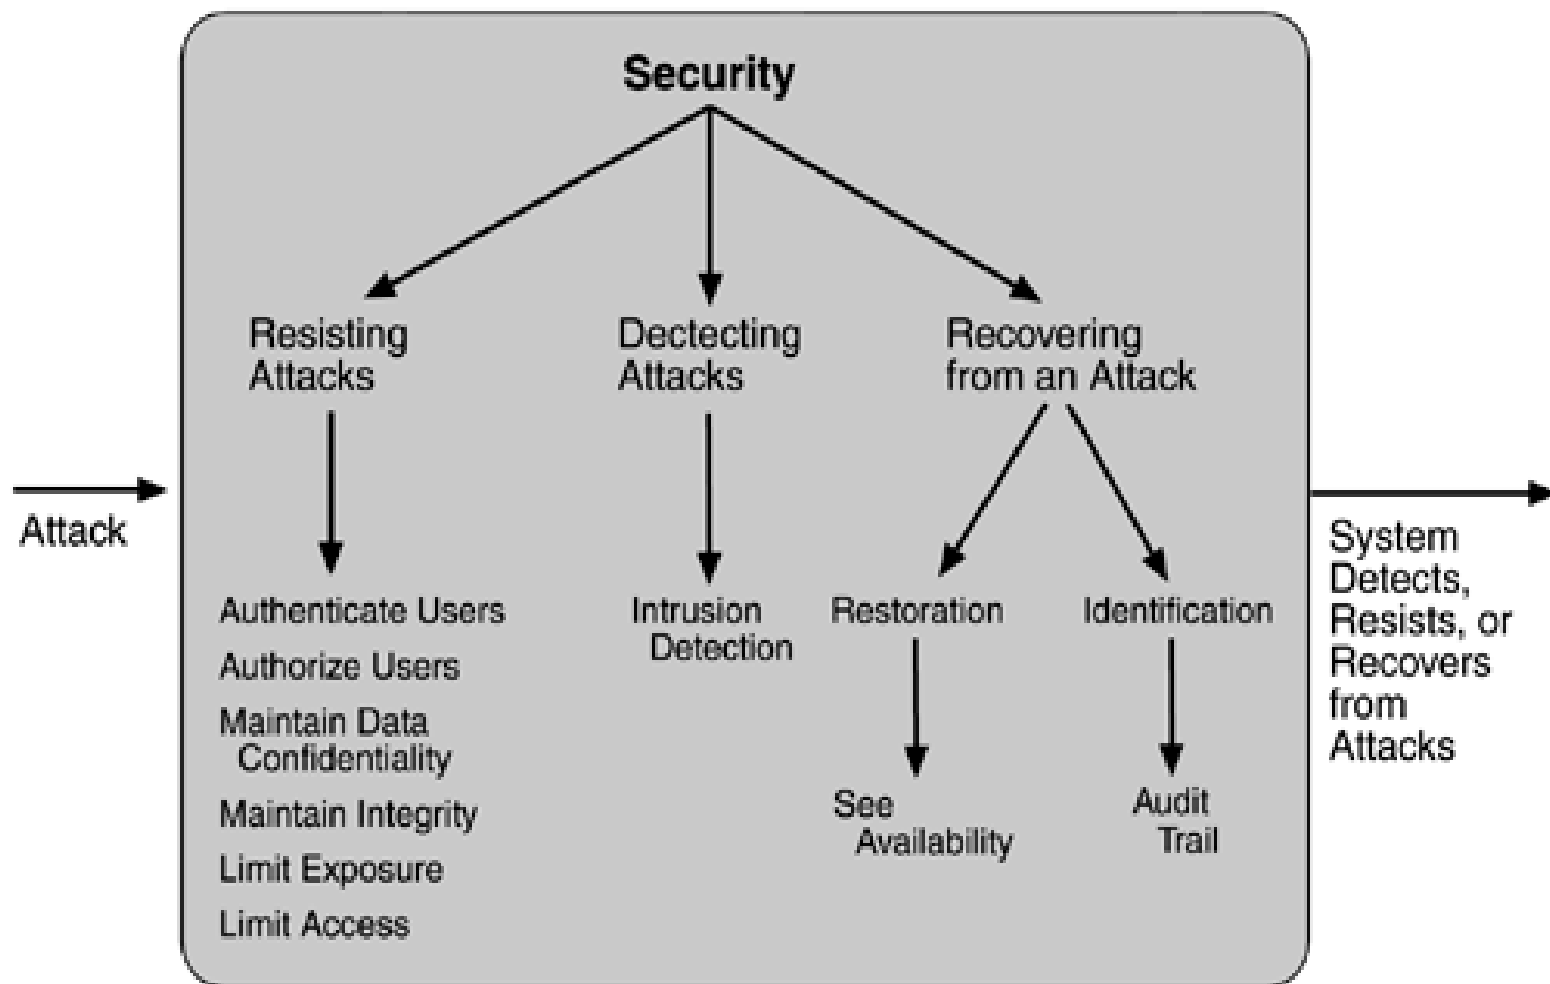 Security
Resisting
Attacks
Dectecting
Attacks
Recovering
from an Attack
Attack
Authenticate Users
Authorize Users
Maintain Data
Confidentiality
Maintain Integrity
Limit Exposure
Limit Access
Intrusion
Detection
Restoration
Identification
See
Availability
Audit
Trail
System
Detects,
Resists, or
Recovers
from
Attacks